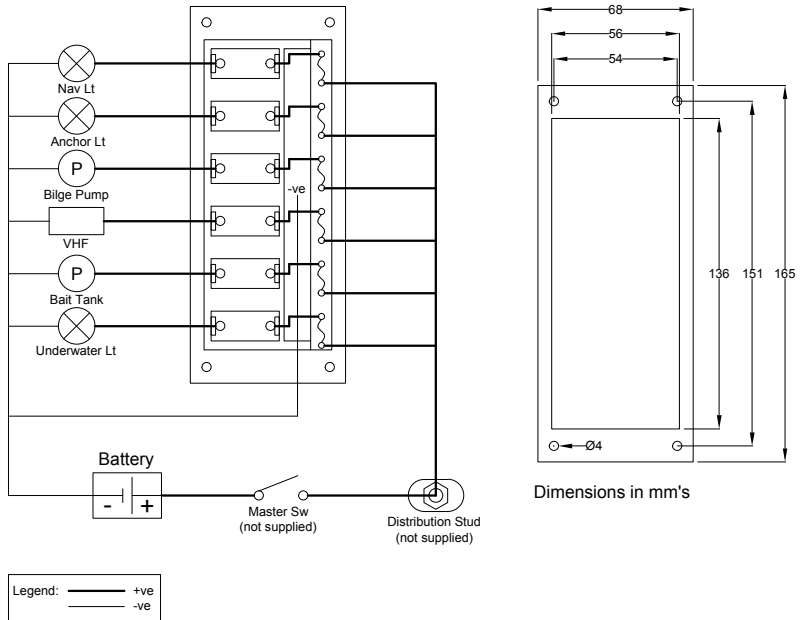 Nav Lt
Anchor Lt
P
Bilge Pump
-ve
VHF
P
Bait Tank
Underwater Lt
Battery
- +
Master Sw
(not supplied)
Distribution Stud
(not supplied)
Legend: +ve
-ve
68
56
54
136
151
165
Ø4
Dimensions in mm's